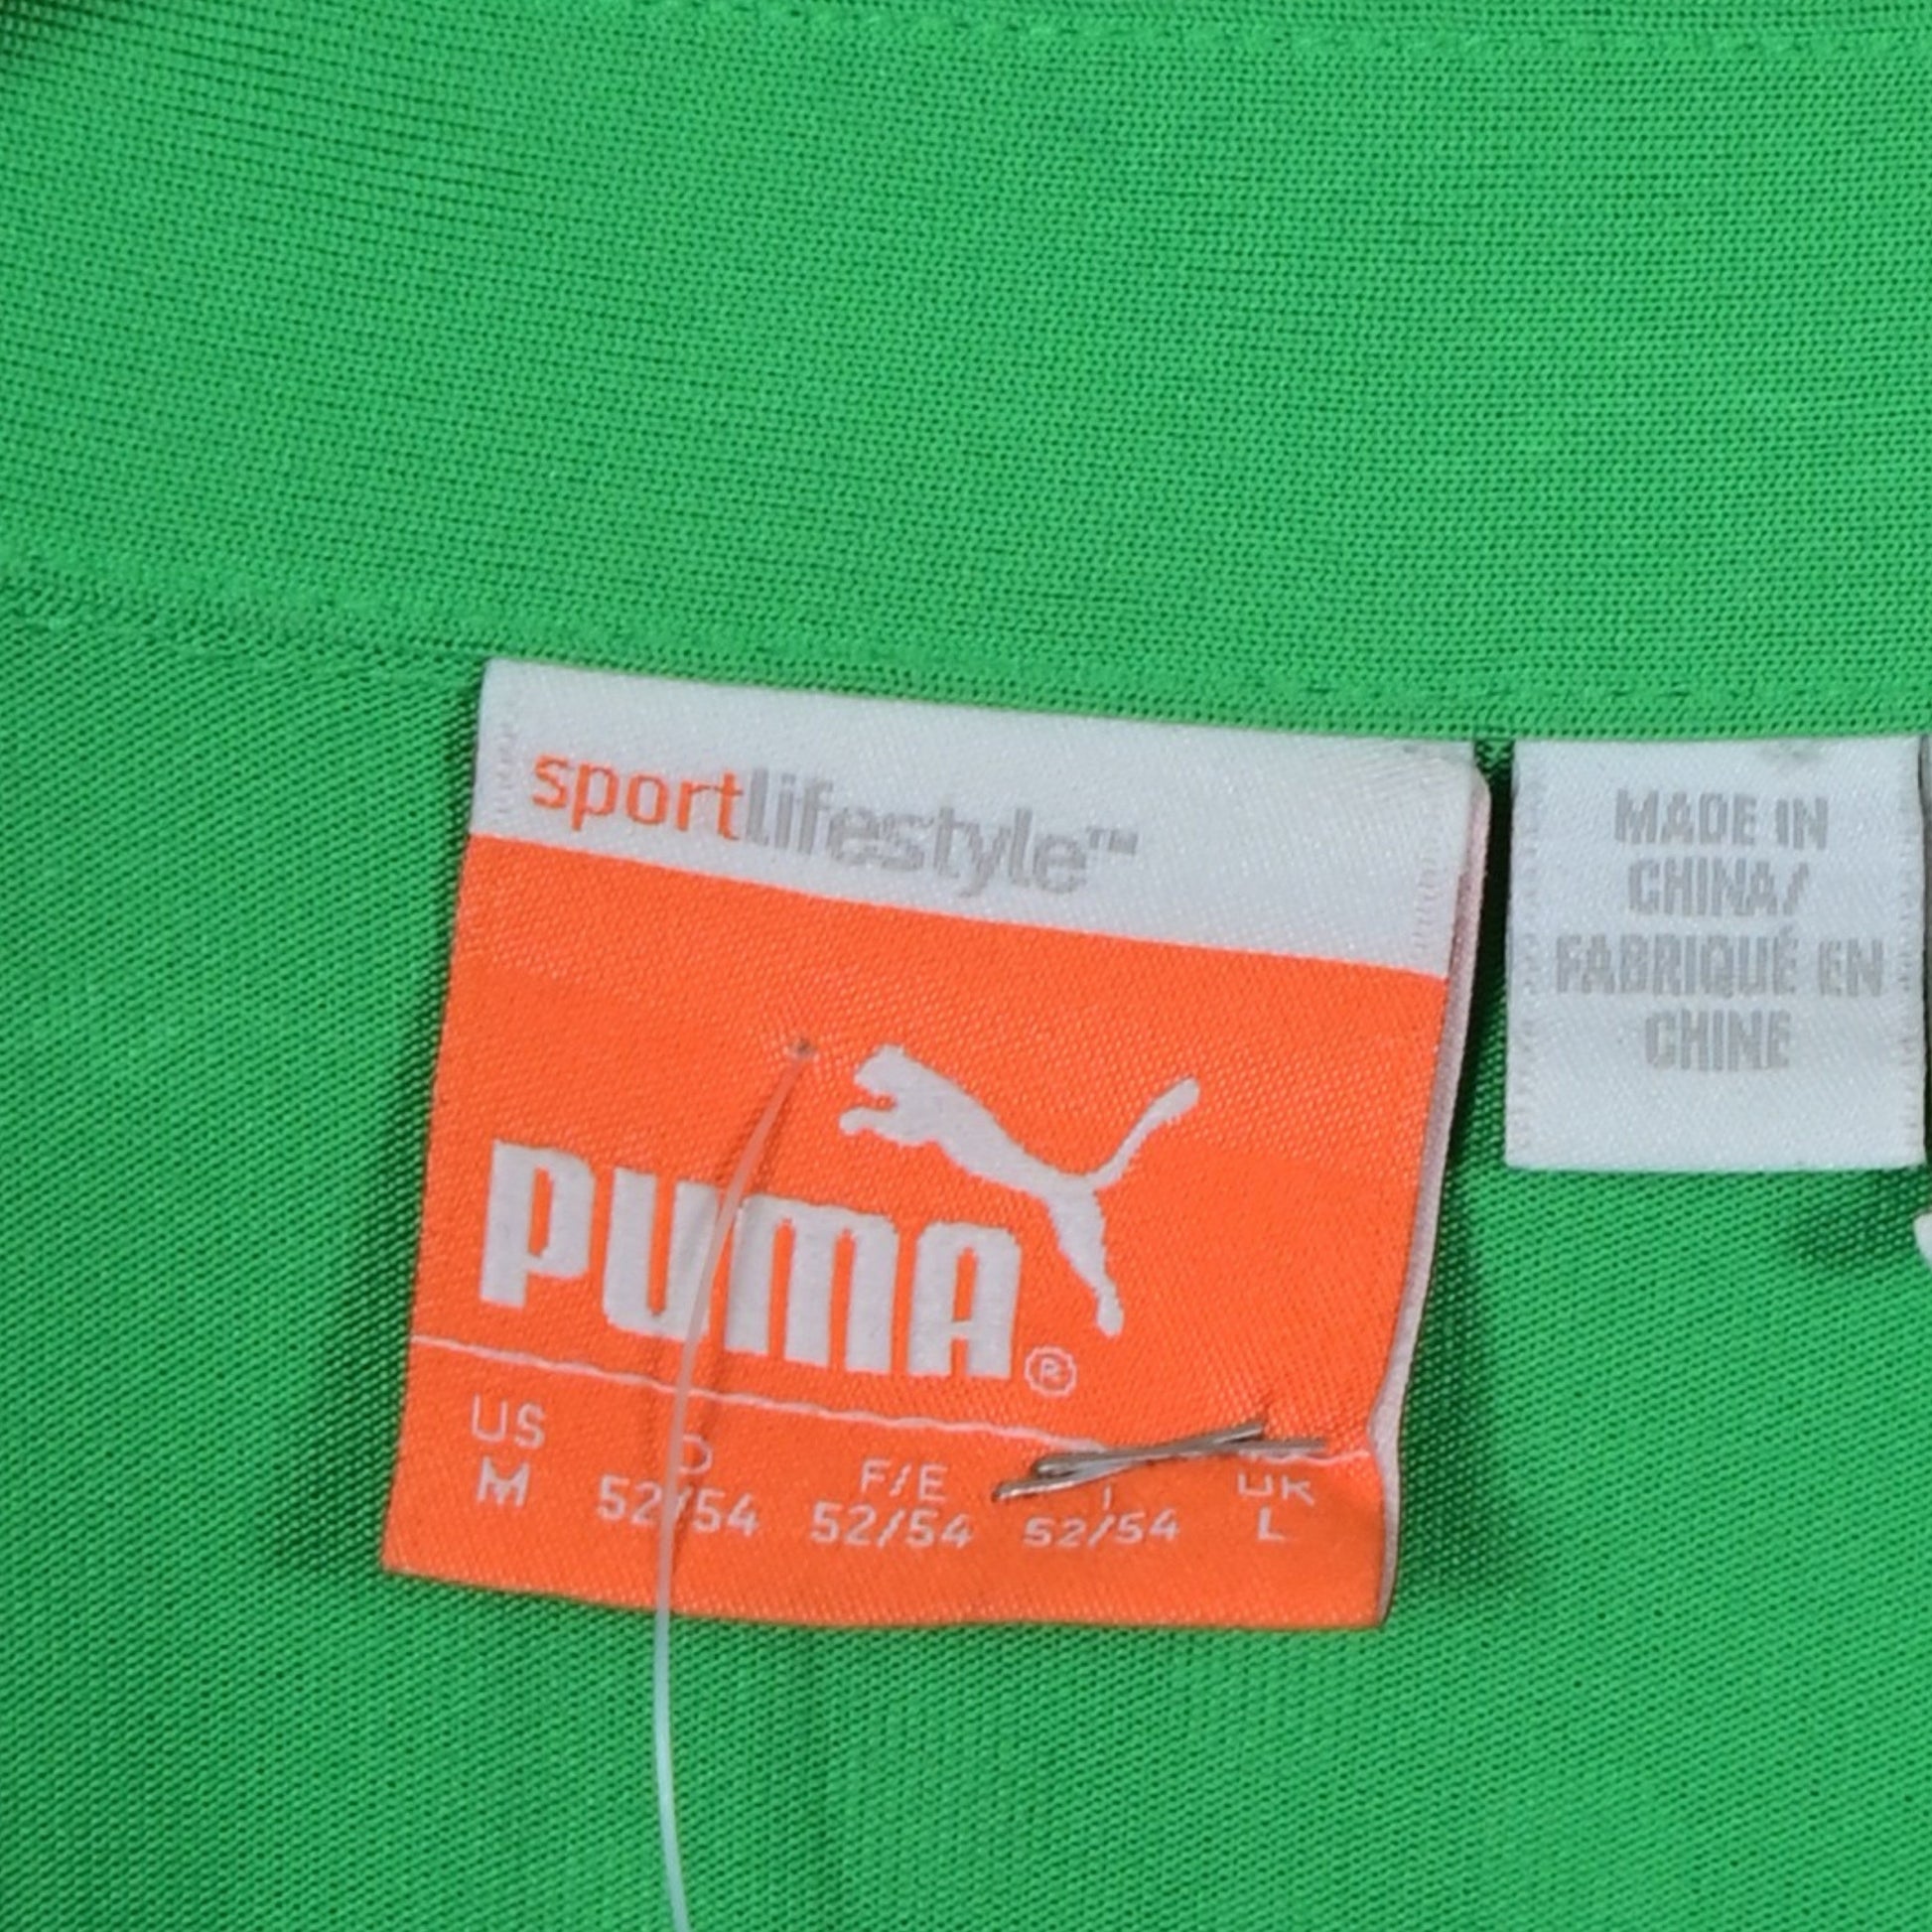 sportlifestyle™
PUMA®
US D F/E I UK
M 52/54 52/54 52/54 L
MADE IN
CHINA/
FABRIQUÉ EN
CHINE